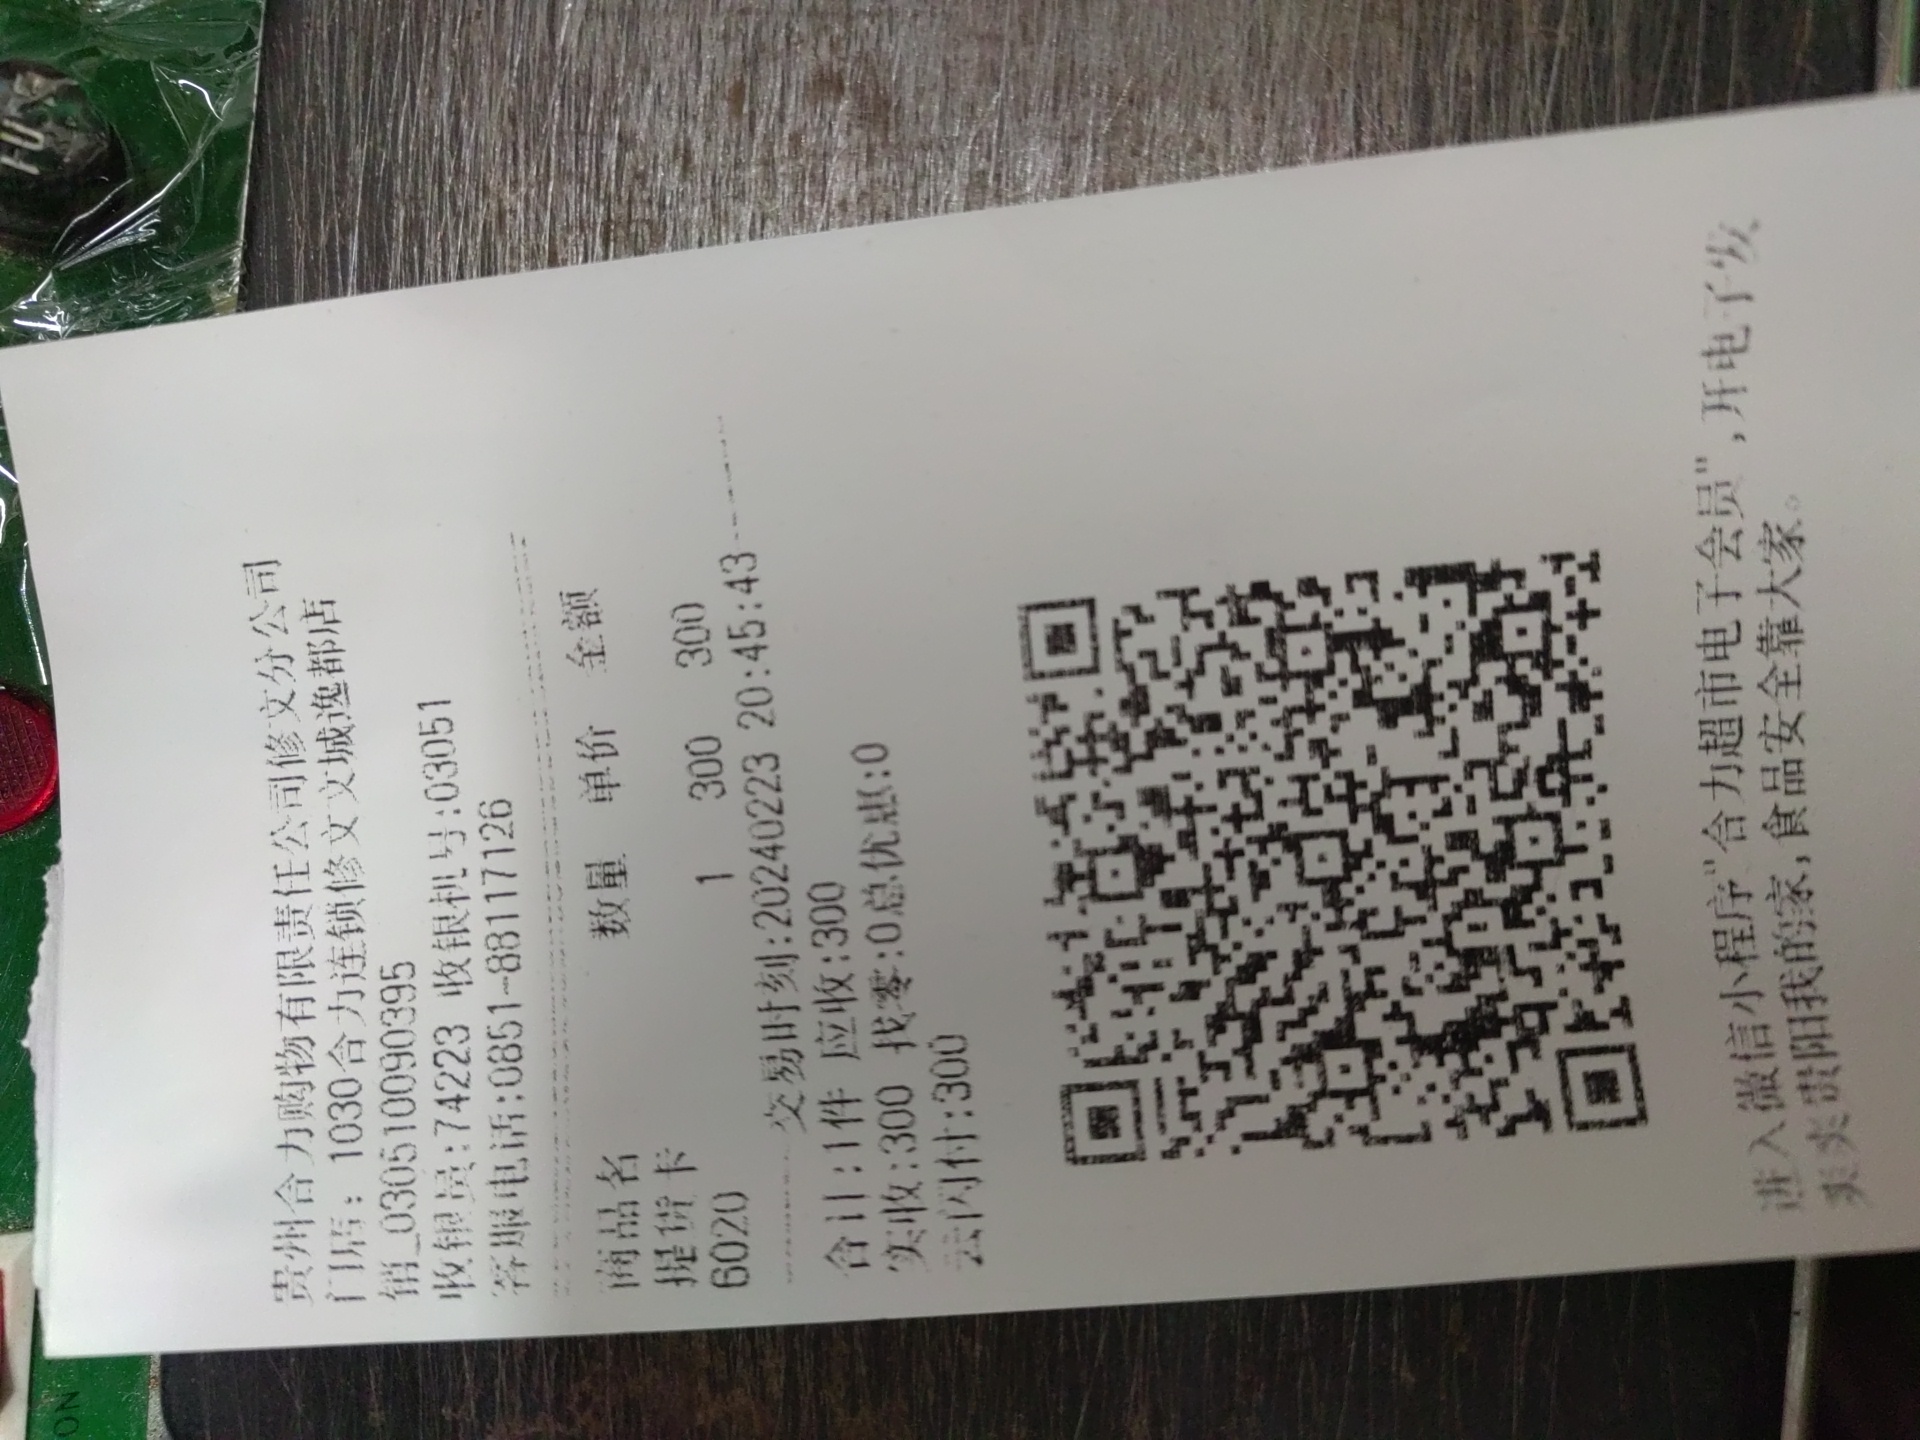 贵州合力购物有限责任公司修文分公司
门店: 1030合力连锁修文文城逸都店
销_030510090395
收银员:74223 收银机号:03051
客服电话:0851-88117126
商品名 数量 单价 金额
提货卡
6020 1 300 300
交易时刻:20240223 20:45:43
合计:1件 应收:300
实收:300 找零:0总优惠:0
云闪付:300
进入微信小程序"合力超市电子会员",开电子发
贵阳我的家,食品安全靠大家。
HU
ON